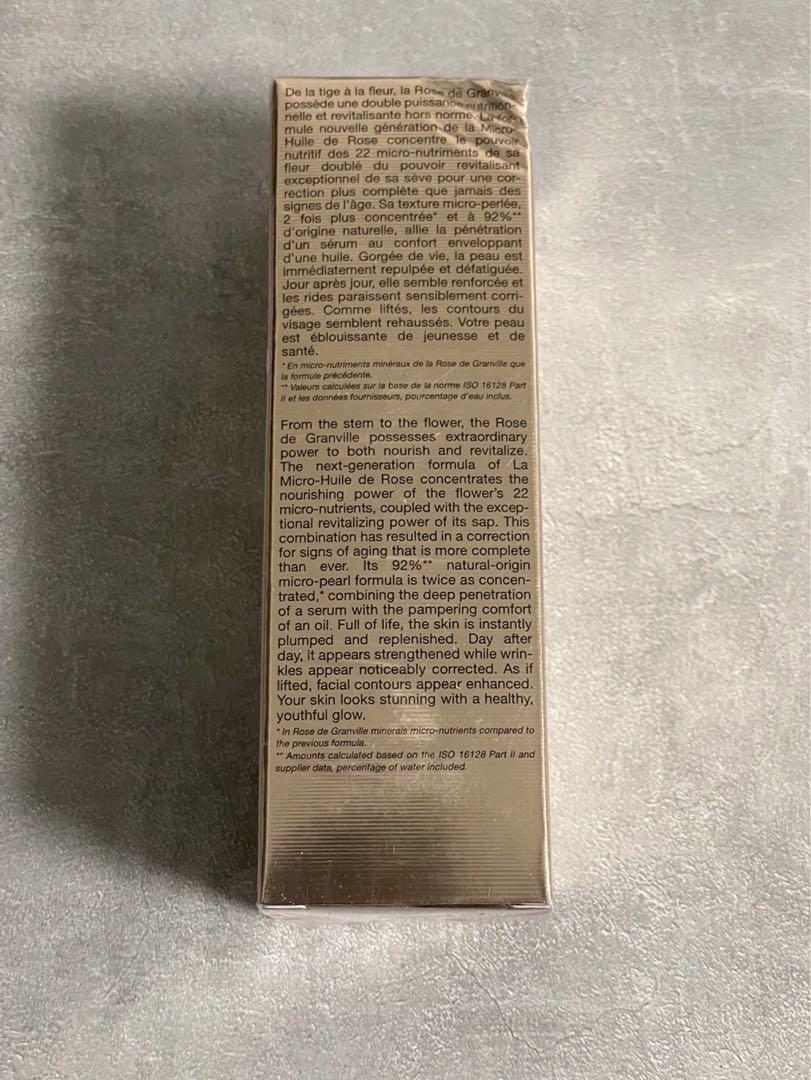 De la tige à la fleur, la Rose de Granville
possède une double puissance nutrition-
nelle et revitalisante hors norme. La for-
mule nouvelle génération de la Micro-
Huile de Rose concentre le pouvoir
nutritif des 22 micro-nutriments de sa
fleur doublé du pouvoir revitalisant
exceptionnel de sa sève pour une cor-
rection plus complète que jamais des
signes de l'âge. Sa texture micro-perlée,
2 fois plus concentrée* et à 92%**
d'origine naturelle, allie la pénétration
d'un sérum au confort enveloppant
d'une huile. Gorgée de vie, la peau est
immédiatement repulpée et défatiguée.
Jour après jour, elle semble renforcée et
les rides paraissent sensiblement corri-
gées. Comme liftés, les contours du
visage semblent rehaussés. Votre peau
est éblouissante de jeunesse et de
santé.
* En micro-nutriments minéraux de la Rose de Granville que
la formule précédente.
** Valeurs calculées sur la base de la norme ISO 16128 Part
II et les données fournisseurs, pourcentage d'eau inclus.
From the stem to the flower, the Rose
de Granville possesses extraordinary
power to both nourish and revitalize.
The next-generation formula of La
Micro-Huile de Rose concentrates the
nourishing power of the flower's 22
micro-nutrients, coupled with the excep-
tional revitalizing power of its sap. This
combination has resulted in a correction
for signs of aging that is more complete
than ever. Its 92%** natural-origin
micro-pearl formula is twice as concen-
trated,* combining the deep penetration
of a serum with the pampering comfort
of an oil. Full of life, the skin is instantly
plumped and replenished. Day after
day, it appears strengthened while wrin-
kles appear noticeably corrected. As if
lifted, facial contours appear enhanced.
Your skin looks stunning with a healthy,
youthful glow.
* In Rose de Granville minerals micro-nutrients compared to
the previous formula.
** Amounts calculated based on the ISO 16128 Part II and
supplier data, percentage of water included.